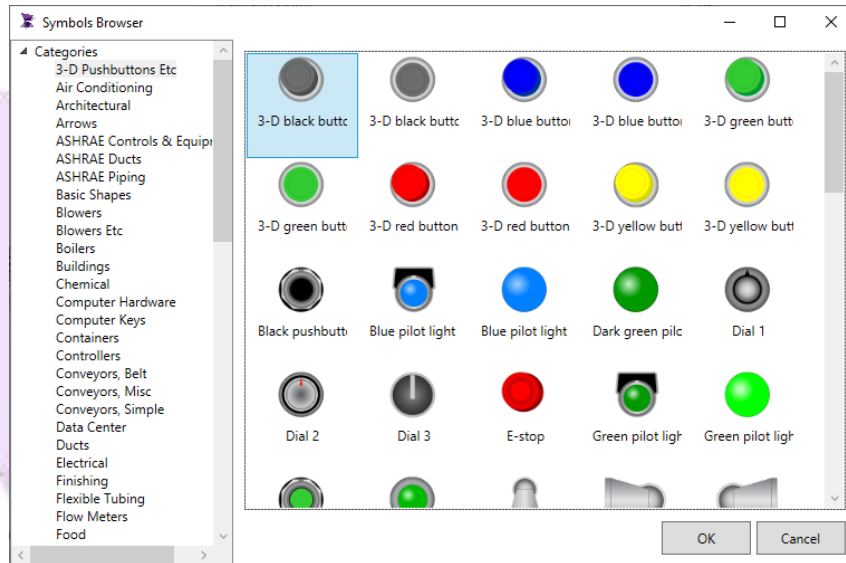 Symbols Browser
Categories
3-D Pushbuttons Etc
Air Conditioning
Architectural
Arrows
ASHRAE Controls & Equipm
ASHRAE Ducts
ASHRAE Piping
Basic Shapes
Blowers
Blowers Etc
Boilers
Buildings
Chemical
Computer Hardware
Computer Keys
Containers
Controllers
Conveyors, Belt
Conveyors, Misc
Conveyors, Simple
Data Center
Ducts
Electrical
Finishing
Flexible Tubing
Flow Meters
Food
3-D black buttc 3-D black buttc 3-D blue buttoi 3-D blue buttoi 3-D green butt
3-D green butt 3-D red button 3-D red button 3-D yellow butt 3-D yellow butt
Black pushbutt Blue pilot light Blue pilot light Dark green pilc Dial 1
Dial 2 Dial 3 E-stop Green pilot ligh Green pilot ligh
OK Cancel